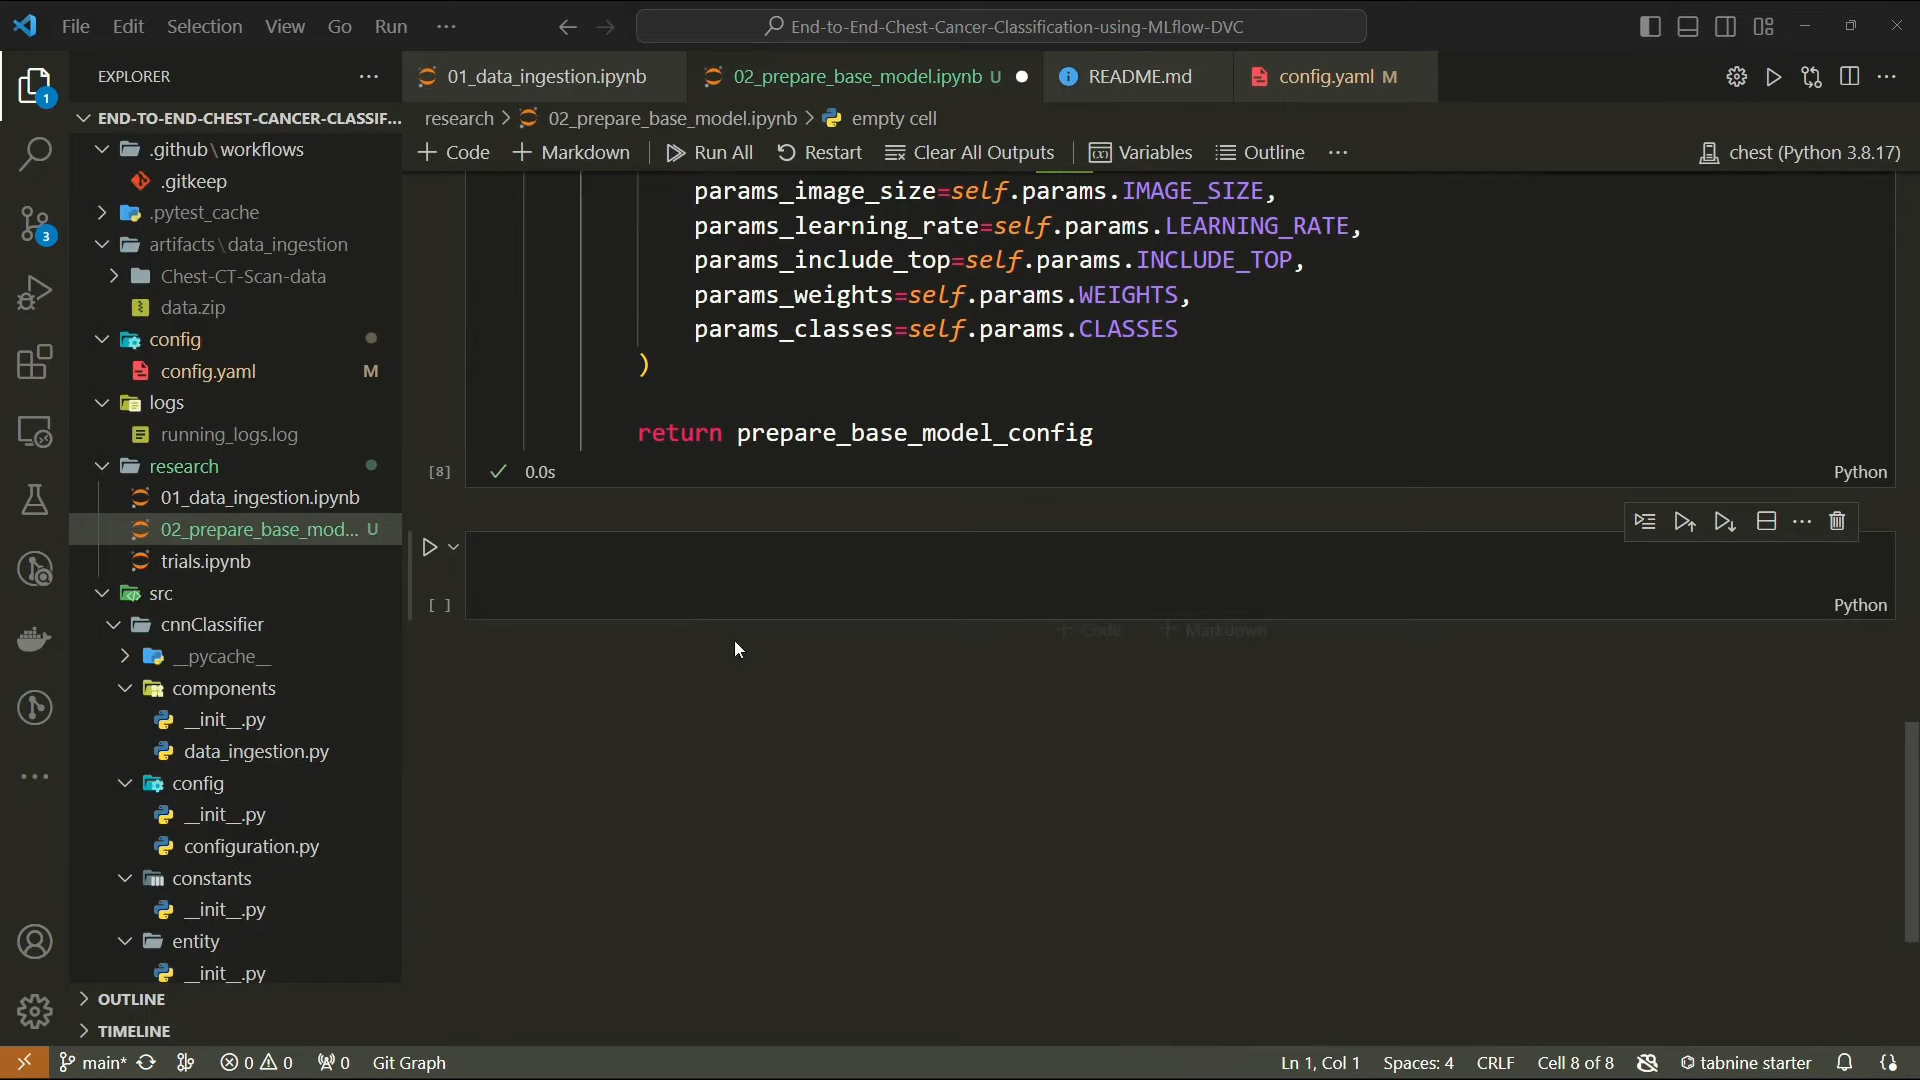 File Edit Selection View Go Run ···
End-to-End-Chest-Cancer-Classification-using-MLflow-DVC
EXPLORER ···
01_data_ingestion.ipynb
02_prepare_base_model.ipynb U
README.md
config.yaml M
END-TO-END-CHEST-CANCER-CLASSIF...
research > 02_prepare_base_model.ipynb > empty cell
+ Code + Markdown Run All Restart Clear All Outputs Variables Outline ···
chest (Python 3.8.17)
.github\workflows
.gitkeep
.pytest_cache
artifacts\data_ingestion
Chest-CT-Scan-data
data.zip
config
config.yaml M
logs
running_logs.log
research
01_data_ingestion.ipynb
02_prepare_base_mod... U
trials.ipynb
src
cnnClassifier
__pycache__
components
__init__.py
data_ingestion.py
config
__init__.py
configuration.py
constants
__init__.py
entity
__init__.py
OUTLINE
TIMELINE
1
3
params_image_size=self.params.IMAGE_SIZE,
params_learning_rate=self.params.LEARNING_RATE,
params_include_top=self.params.INCLUDE_TOP,
params_weights=self.params.WEIGHTS,
params_classes=self.params.CLASSES
)
return prepare_base_model_config
[8] 0.0s Python
[ ] Python
+ Code + Markdown
main* 0 0 0 Git Graph
Ln 1, Col 1 Spaces: 4 CRLF Cell 8 of 8 tabnine starter